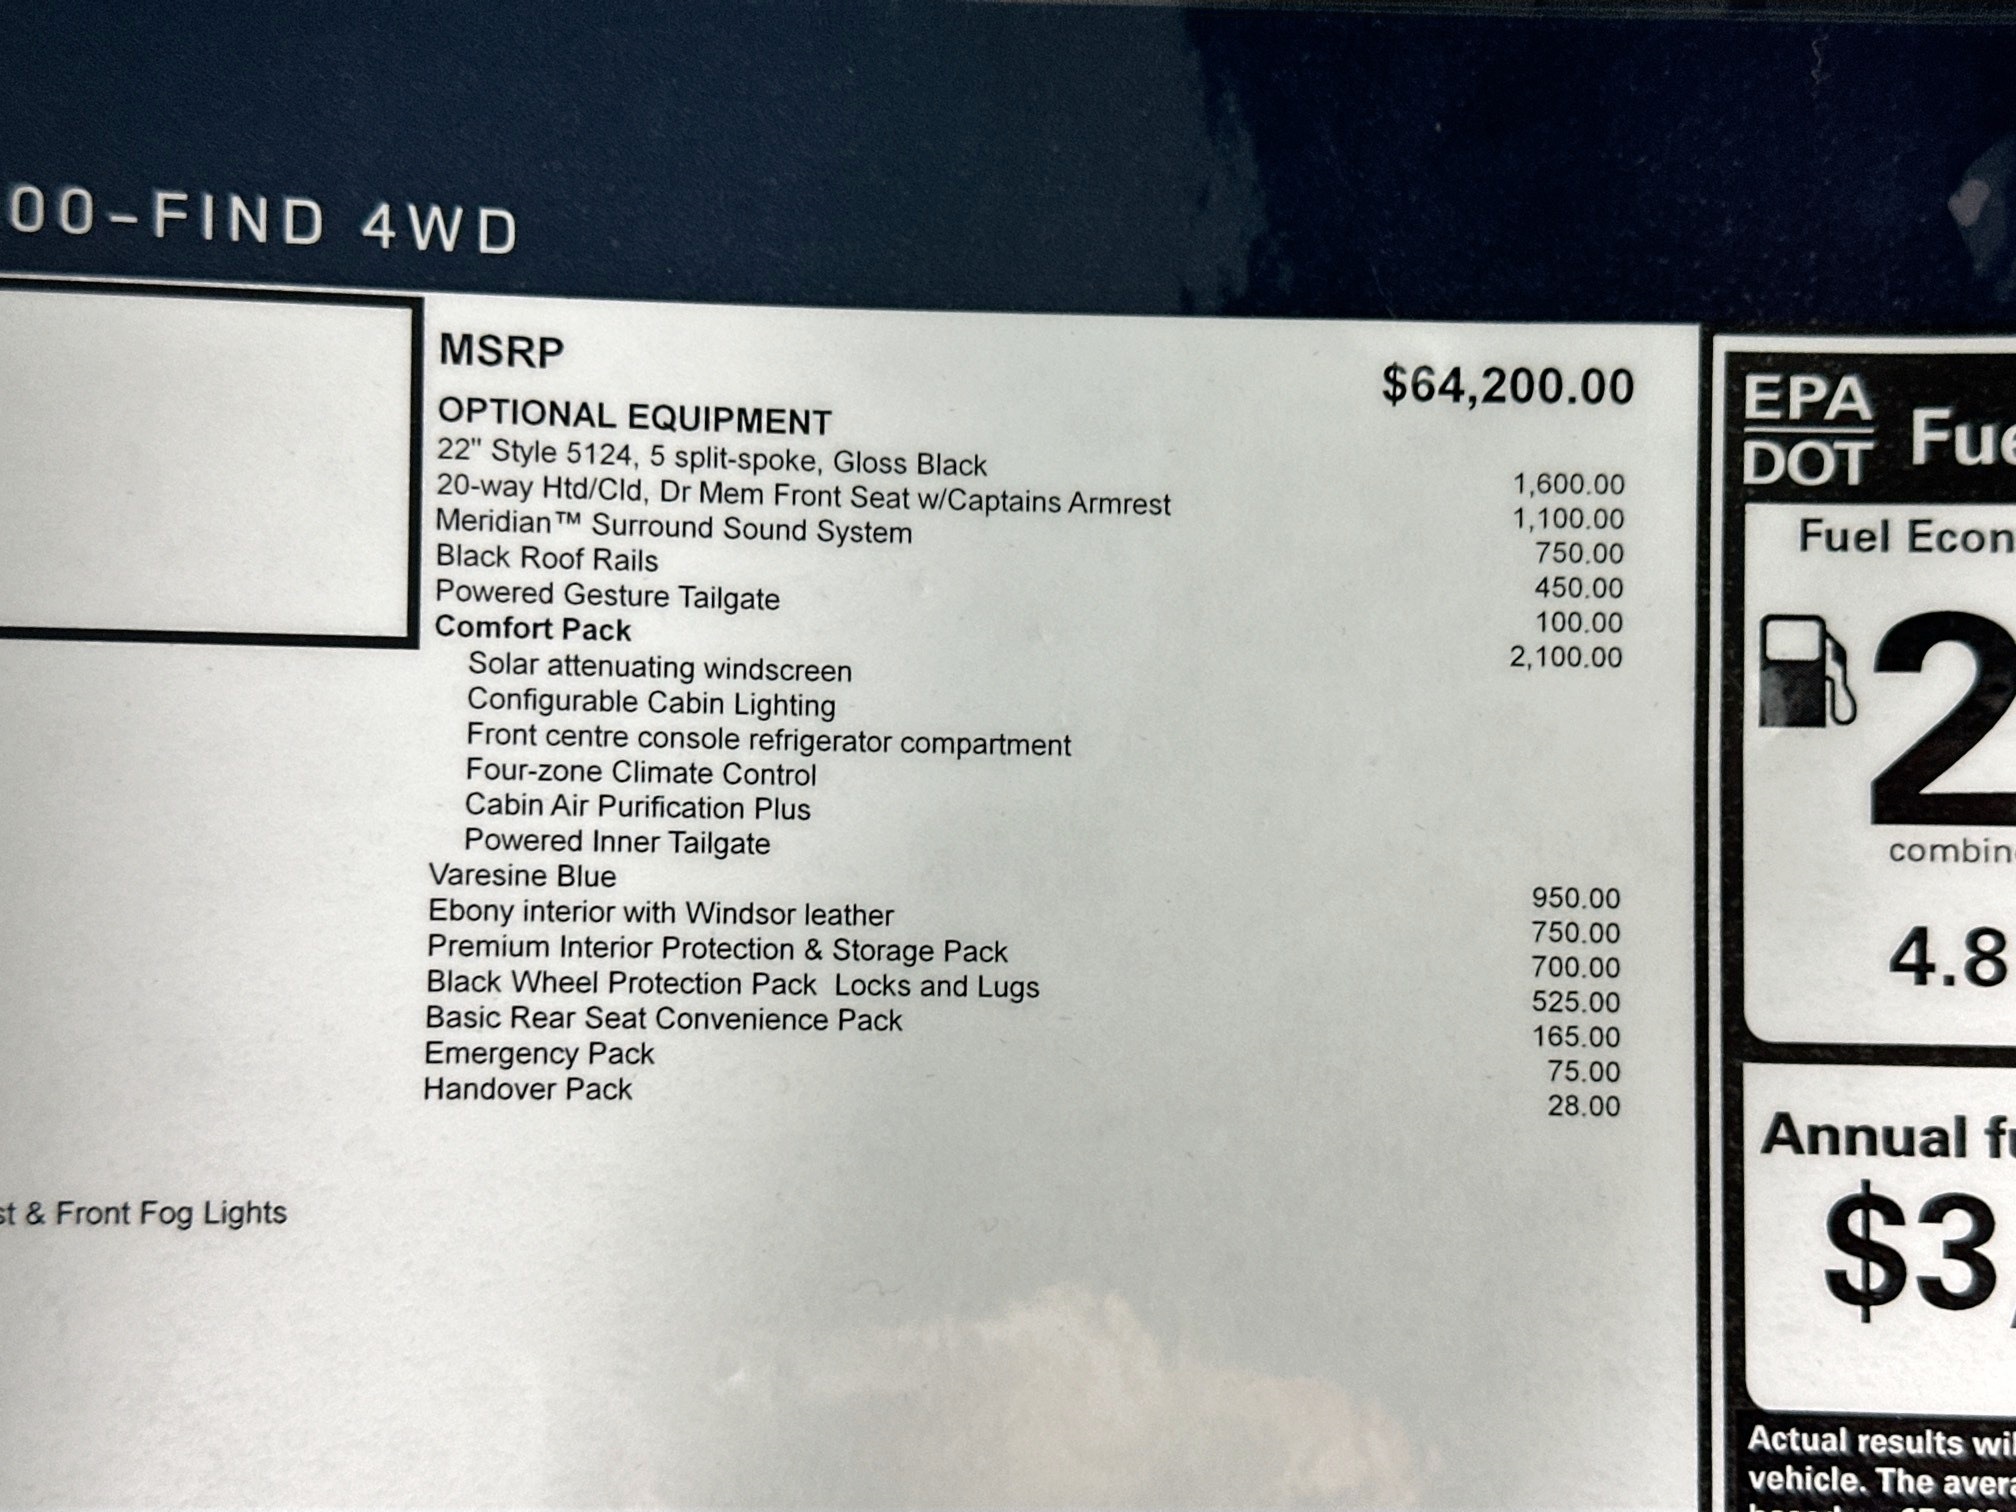 00-FIND 4WD
MSRP $64,200.00
OPTIONAL EQUIPMENT
22" Style 5124, 5 split-spoke, Gloss Black 1,600.00
20-way Htd/Cld, Dr Mem Front Seat w/Captains Armrest 1,100.00
Meridian™ Surround Sound System 750.00
Black Roof Rails 450.00
Powered Gesture Tailgate 100.00
Comfort Pack 2,100.00
Solar attenuating windscreen
Configurable Cabin Lighting
Front centre console refrigerator compartment
Four-zone Climate Control
Cabin Air Purification Plus
Powered Inner Tailgate
Varesine Blue 950.00
Ebony interior with Windsor leather 750.00
Premium Interior Protection & Storage Pack 700.00
Black Wheel Protection Pack  Locks and Lugs 525.00
Basic Rear Seat Convenience Pack 165.00
Emergency Pack 75.00
Handover Pack 28.00
& Front Fog Lights
EPA
DOT
Fuel Econ
2
combin
4.8
Annual
$3,
Actual results
vehicle. The